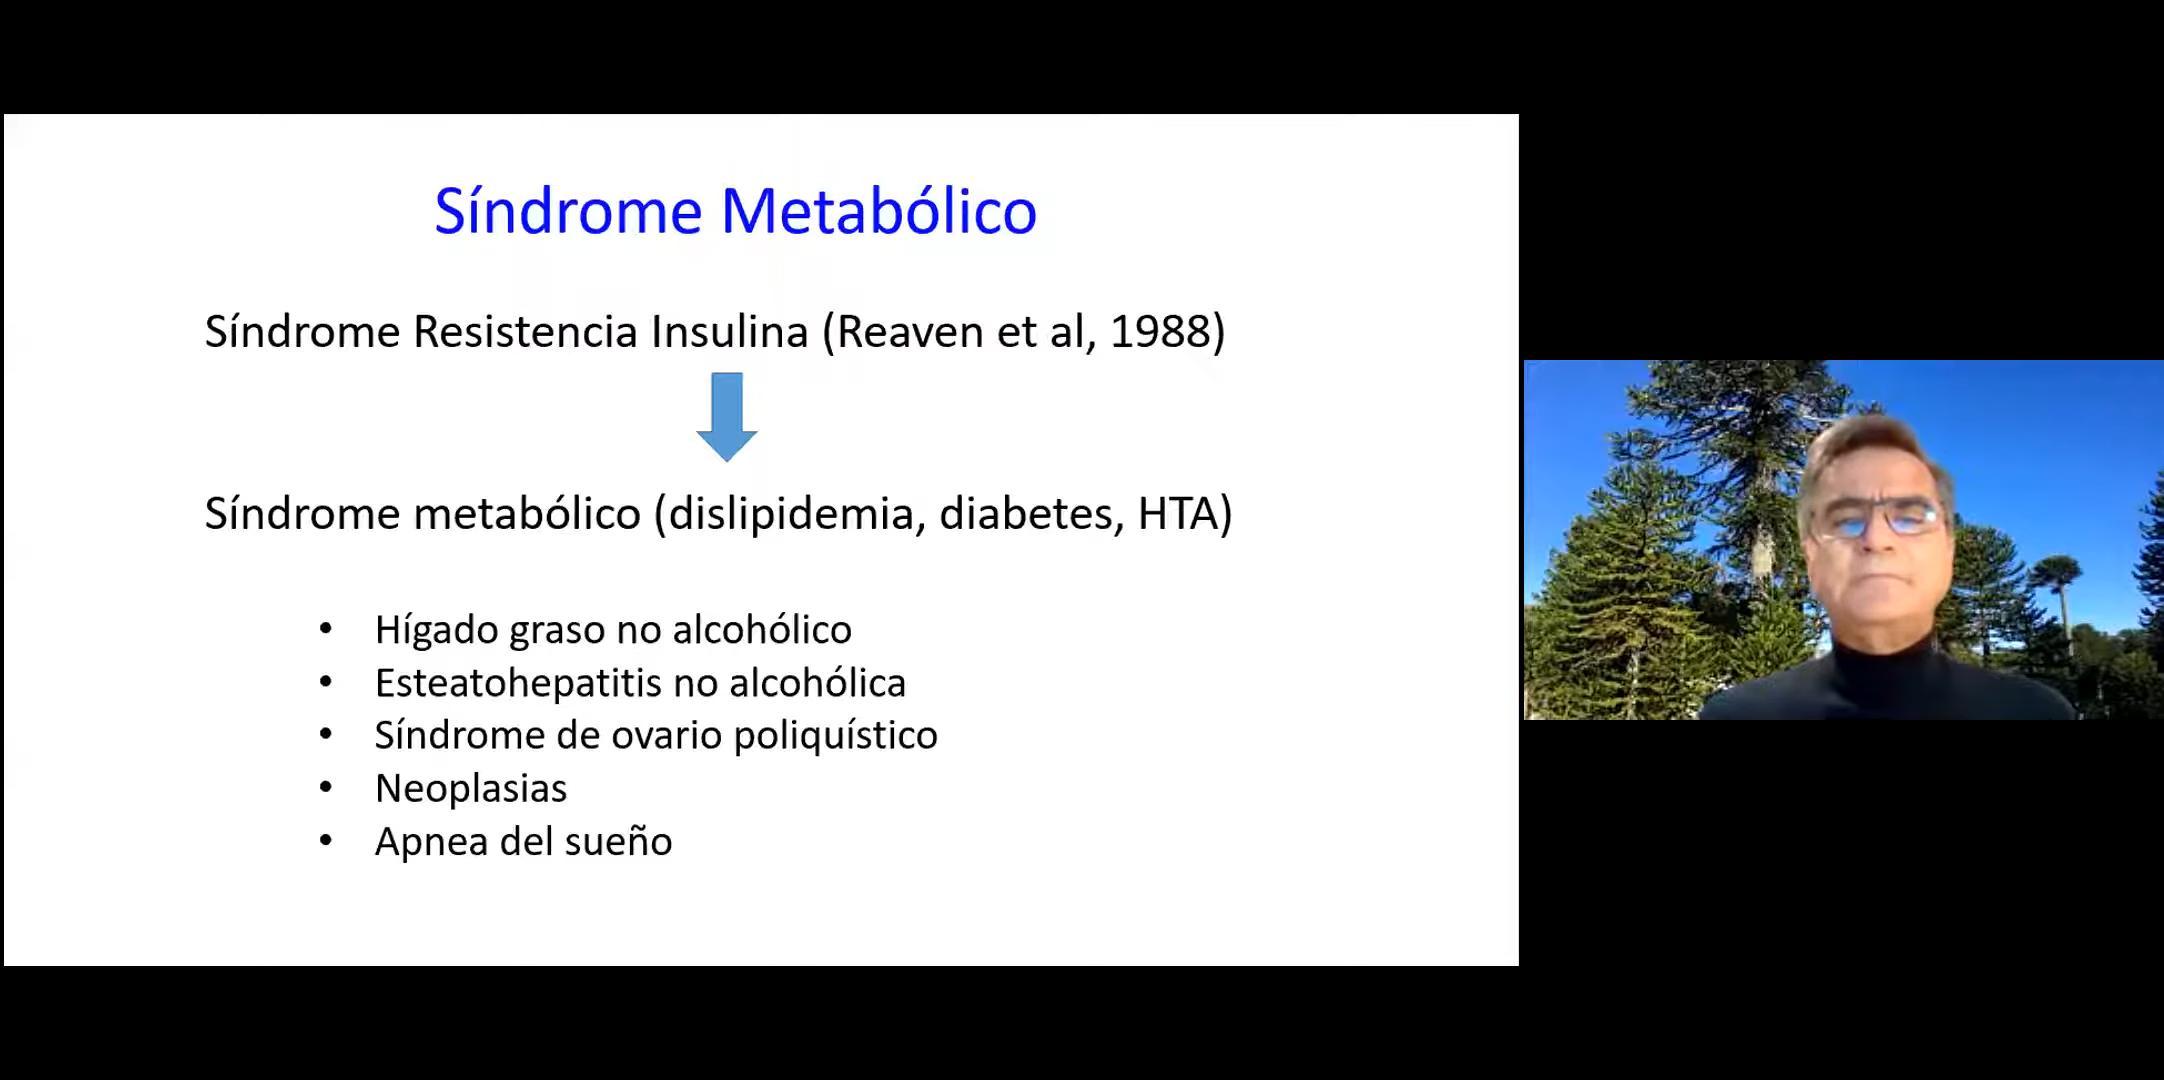 Síndrome Metabólico
Síndrome Resistencia Insulina (Reaven et al, 1988)
Síndrome metabólico (dislipidemia, diabetes, HTA)
• Hígado graso no alcohólico
• Esteatohepatitis no alcohólica
• Síndrome de ovario poliquístico
• Neoplasias
• Apnea del sueño